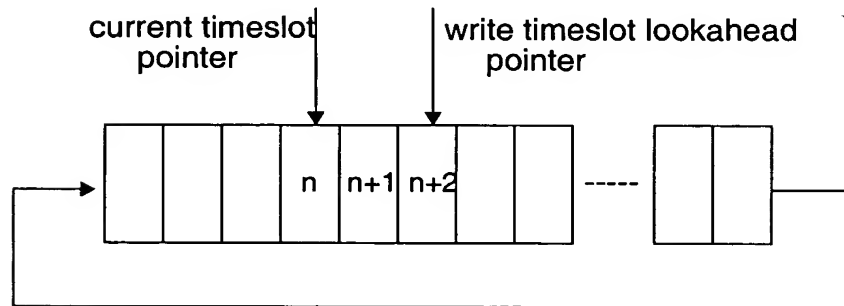 current timeslot
pointer
write timeslot lookahead
pointer
n
n+1
n+2